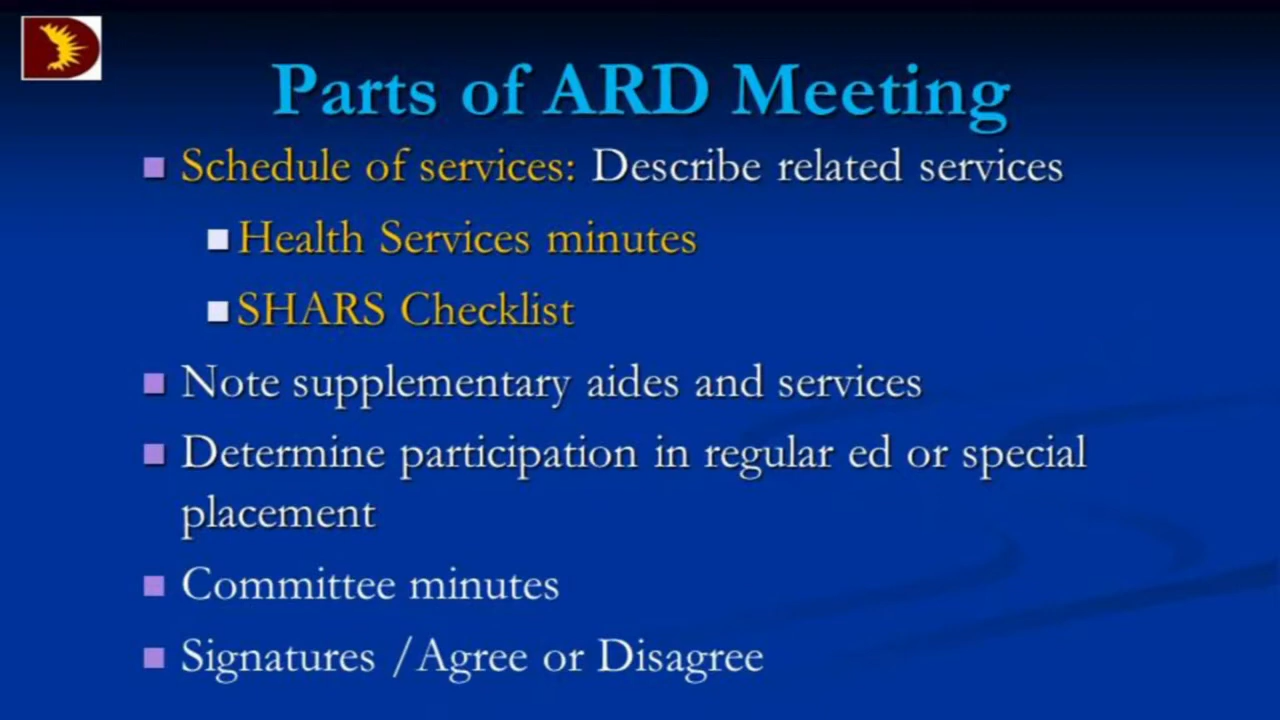 Parts of ARD Meeting
Schedule of services: Describe related services
Health Services minutes
SHARS Checklist
Note supplementary aides and services
Determine participation in regular ed or special
placement
Committee minutes
Signatures /Agree or Disagree